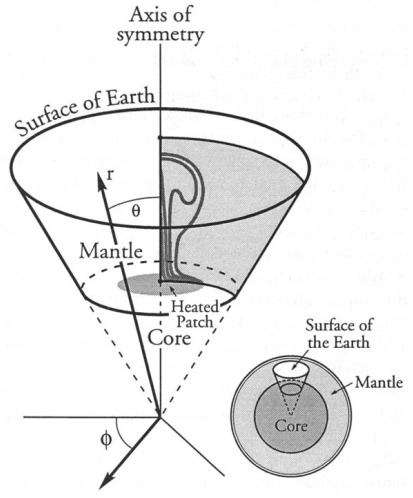 Axis of
symmetry
Surface of Earth
r
θ
Mantle
Heated
Patch
Core
ϕ
Surface of
the Earth
Mantle
Core